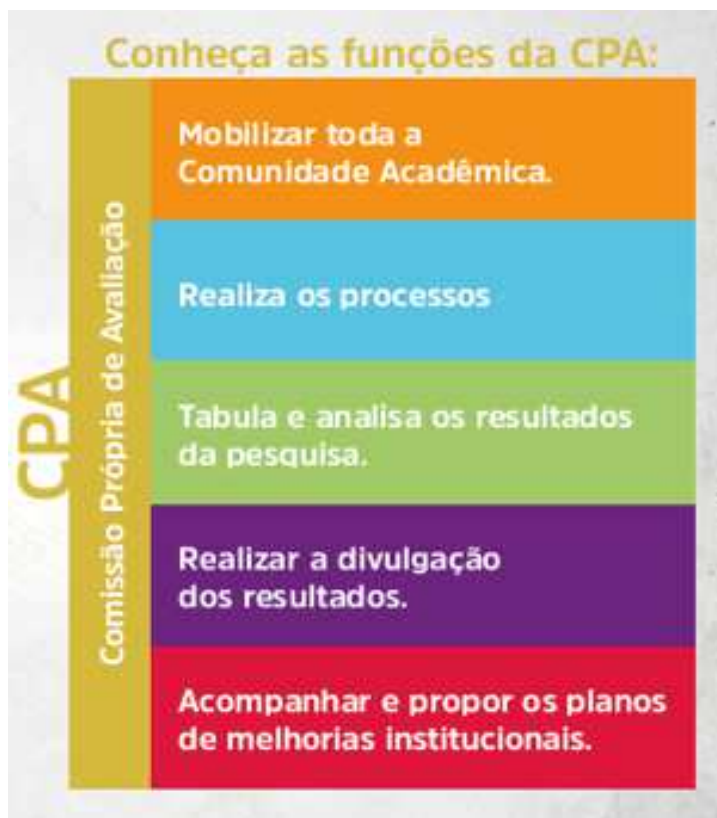 Conheça as funções da CPA:
CPA
Comissão Própria de Avaliação
Mobilizar toda a
Comunidade Acadêmica.
Realiza os processos
Tabula e analisa os resultados
da pesquisa.
Realizar a divulgação
dos resultados.
Acompanhar e propor os planos
de melhorias institucionais.